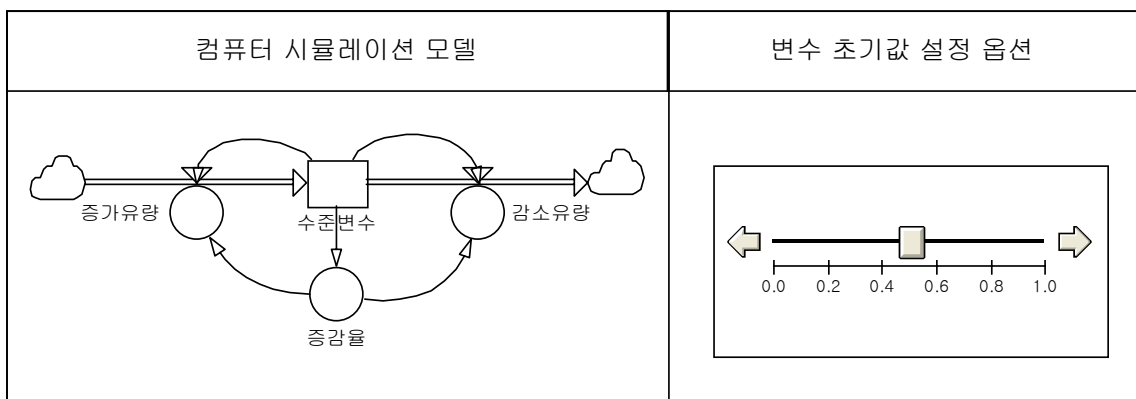 컴퓨터 시뮬레이션 모델
변수 초기값 설정 옵션
증가유량
수준변수
감소유량
증감율
0.0 0.2 0.4 0.6 0.8 1.0